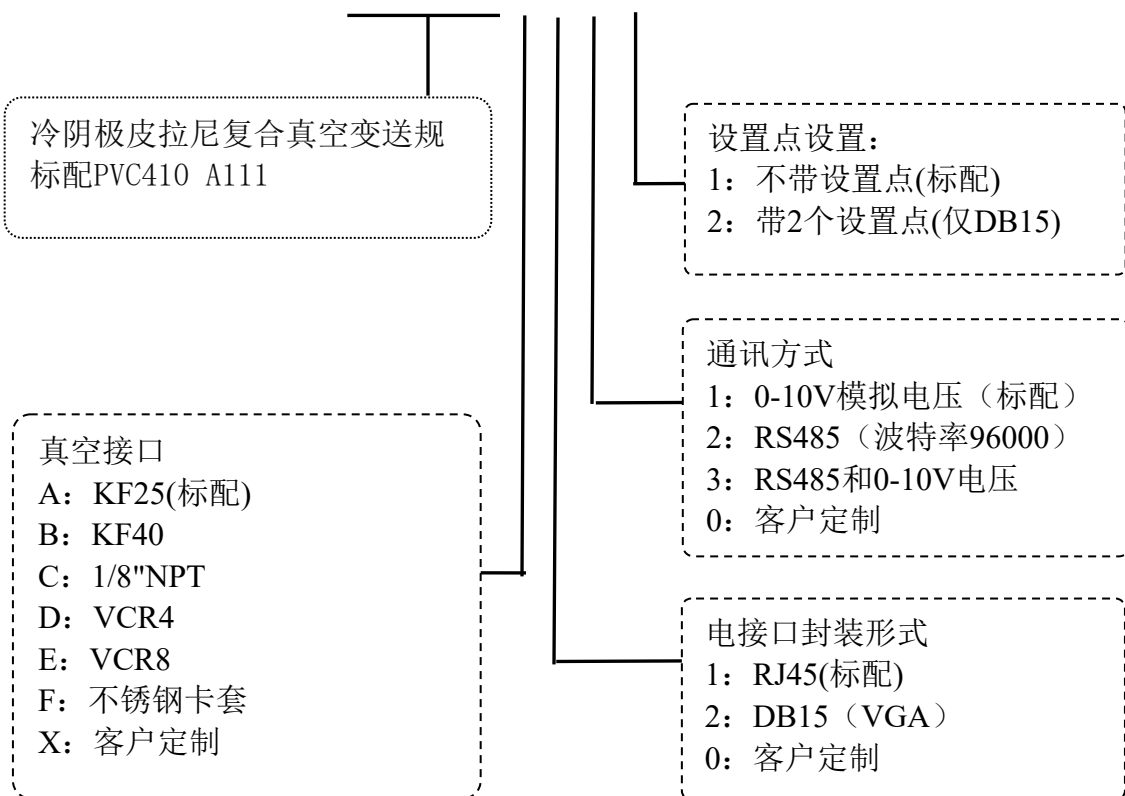 冷阴极皮拉尼复合真空变送规
标配PVC410 A111
设置点设置：
1：不带设置点(标配)
2：带2个设置点(仅DB15)
通讯方式
1：0-10V模拟电压（标配）
2：RS485（波特率96000）
3：RS485和0-10V电压
0：客户定制
真空接口
A：KF25(标配)
B：KF40
C：1/8"NPT
D：VCR4
E：VCR8
F：不锈钢卡套
X：客户定制
电接口封装形式
1：RJ45(标配)
2：DB15（VGA）
0：客户定制